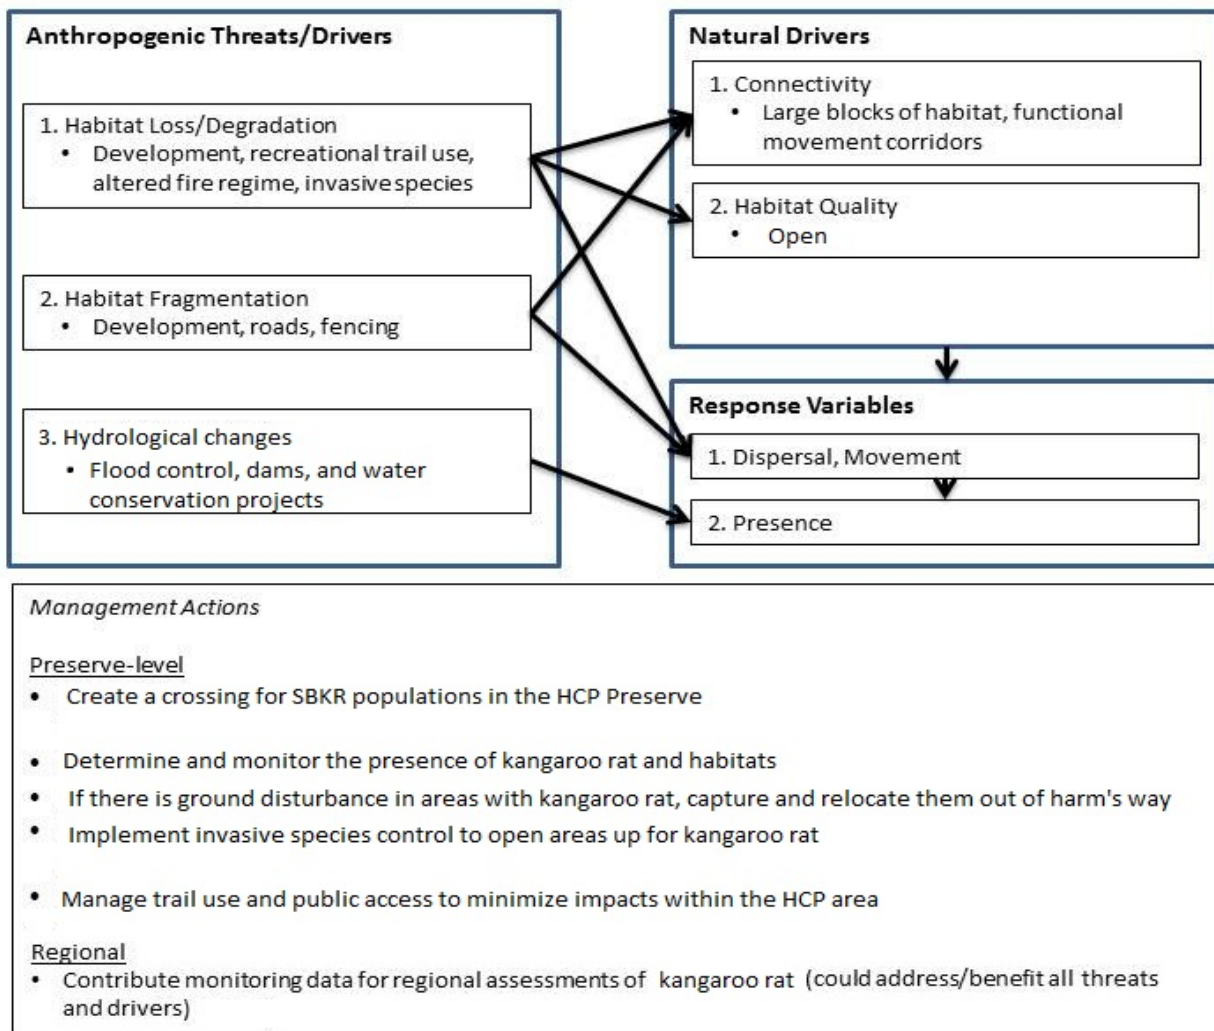 Anthropogenic Threats/Drivers
1. Habitat Loss/Degradation
• Development, recreational trail use,
altered fire regime, invasive species
2. Habitat Fragmentation
• Development, roads, fencing
3. Hydrological changes
• Flood control, dams, and water
conservation projects
Natural Drivers
1. Connectivity
• Large blocks of habitat, functional
movement corridors
2. Habitat Quality
• Open
Response Variables
1. Dispersal, Movement
2. Presence
Management Actions
Preserve-level
• Create a crossing for SBKR populations in the HCP Preserve
• Determine and monitor the presence of kangaroo rat and habitats
• If there is ground disturbance in areas with kangaroo rat, capture and relocate them out of harm's way
• Implement invasive species control to open areas up for kangaroo rat
• Manage trail use and public access to minimize impacts within the HCP area
Regional
• Contribute monitoring data for regional assessments of kangaroo rat (could address/benefit all threats
and drivers)